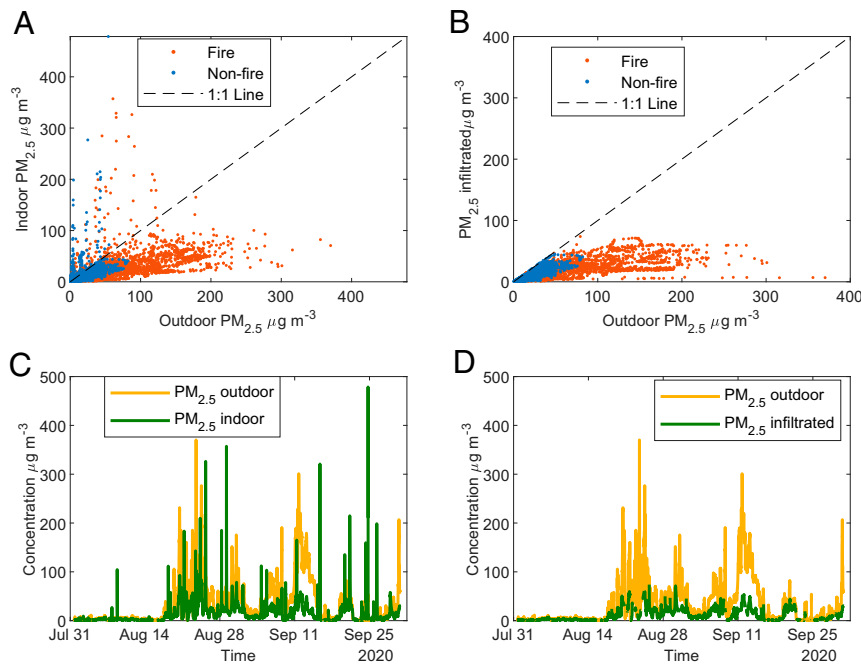 A
Indoor PM2.5 μg m-3
400
300
200
100
0
Fire
Non-fire
1:1 Line
0 100 200 300 400
Outdoor PM2.5 μg m-3
B
PM2.5 infiltrated μg m-3
400
300
200
100
0
Fire
Non-fire
1:1 Line
0 100 200 300 400
Outdoor PM2.5 μg m-3
C
Concentration μg m-3
500
400
300
200
100
0
PM2.5 outdoor
PM2.5 indoor
Jul 31 Aug 14 Aug 28 Sep 11 Sep 25
Time 2020
D
Concentration μg m-3
500
400
300
200
100
0
PM2.5 outdoor
PM2.5 infiltrated
Jul 31 Aug 14 Aug 28 Sep 11 Sep 25
Time 2020